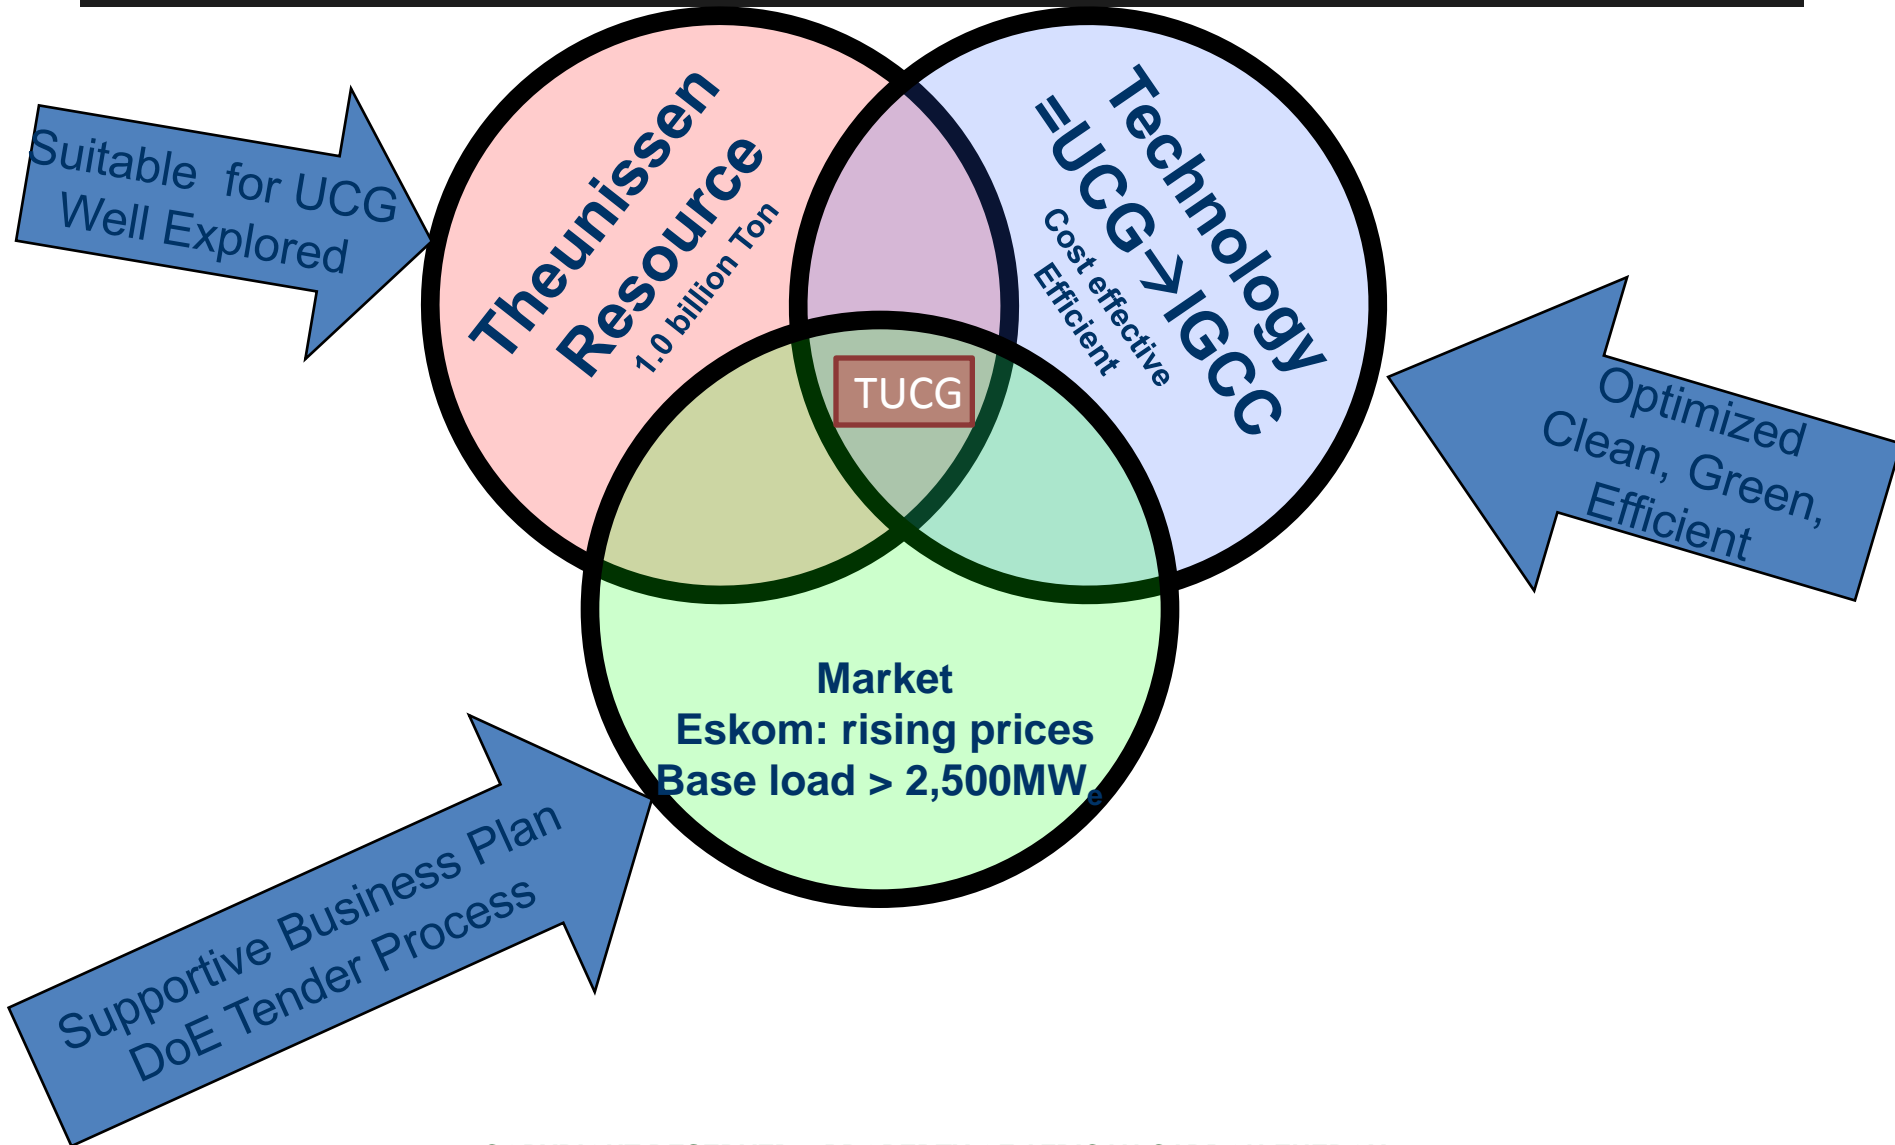 Suitable  for UCG
Well Explored
Theunissen
Resource
1.0 billion Ton
Technology
=UCG→IGCC
Cost effective
Efficient
TUCG
Optimized
Clean, Green,
Efficient
Market
Eskom: rising prices
Base load > 2,500MWe
Supportive Business Plan
DoE Tender Process